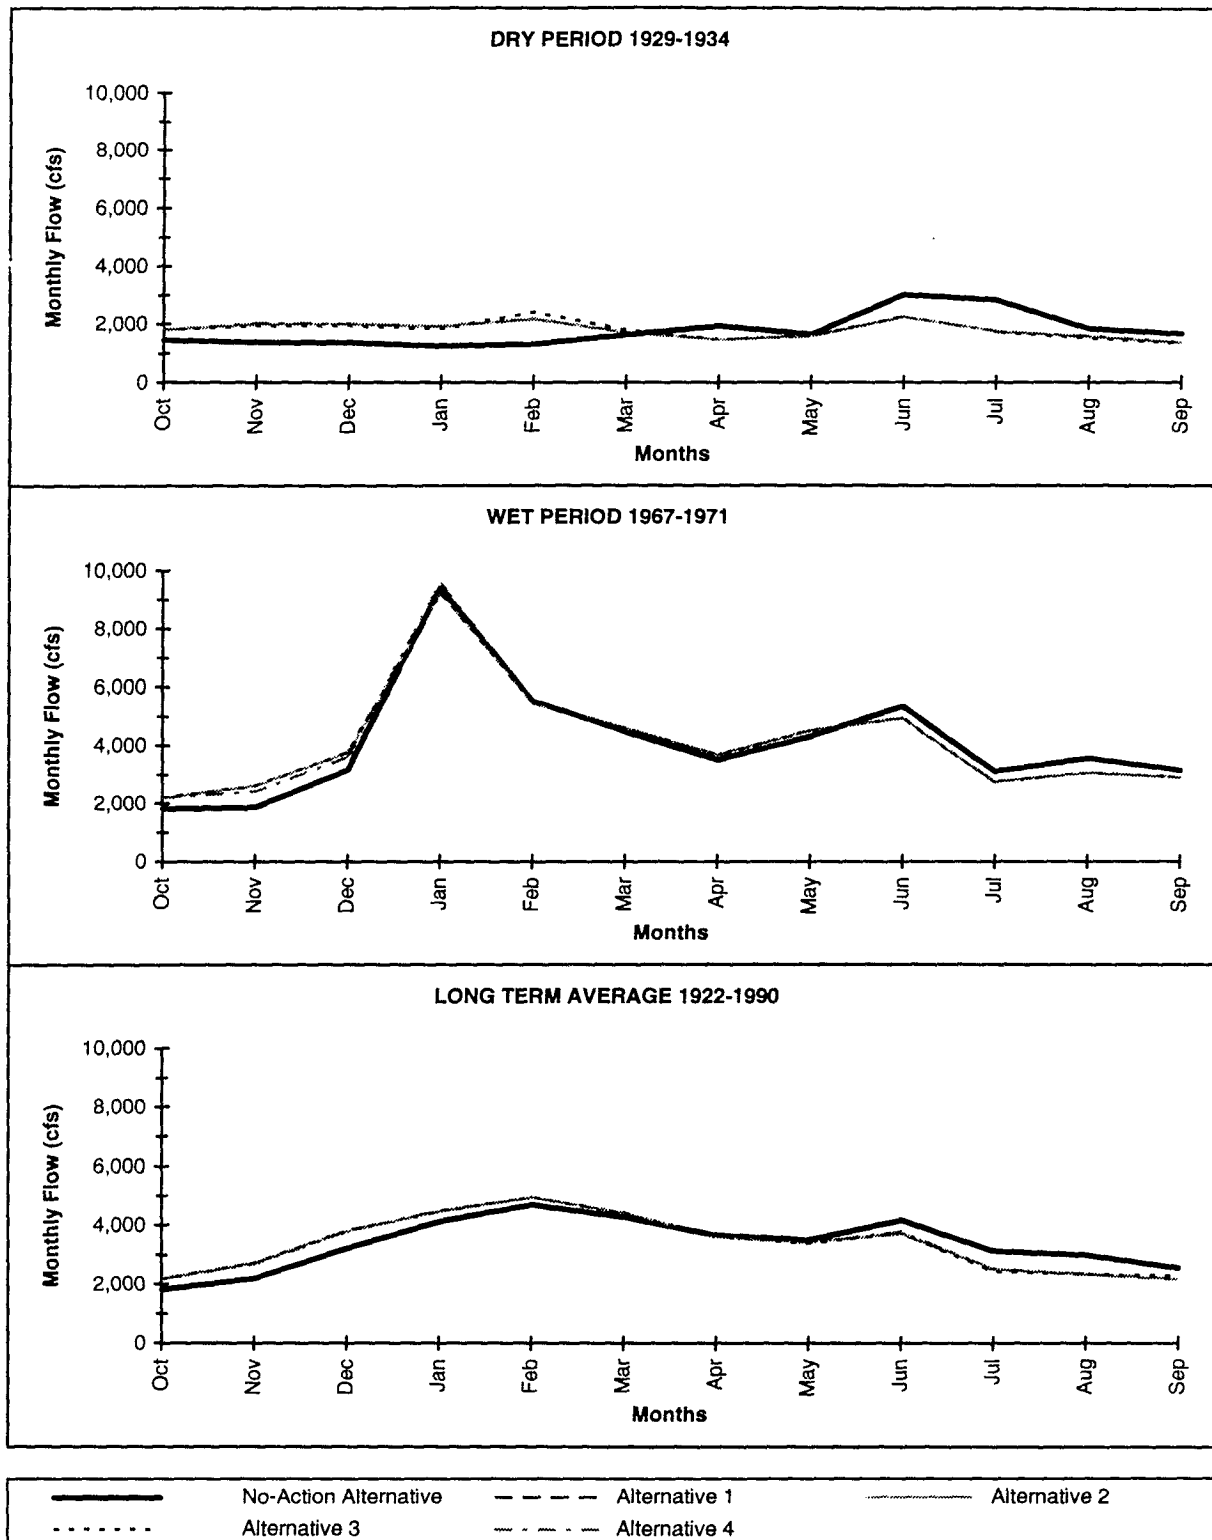 DRY PERIOD 1929-1934
Monthly Flow (cfs)
10,000
8,000
6,000
4,000
2,000
0
Oct
Nov
Dec
Jan
Feb
Mar
Apr
May
Jun
Jul
Aug
Sep
Months
WET PERIOD 1967-1971
Monthly Flow (cfs)
10,000
8,000
6,000
4,000
2,000
0
Oct
Nov
Dec
Jan
Feb
Mar
Apr
May
Jun
Jul
Aug
Sep
Months
LONG TERM AVERAGE 1922-1990
Monthly Flow (cfs)
10,000
8,000
6,000
4,000
2,000
0
Oct
Nov
Dec
Jan
Feb
Mar
Apr
May
Jun
Jul
Aug
Sep
Months
No-Action Alternative
Alternative 1
Alternative 2
Alternative 3
Alternative 4